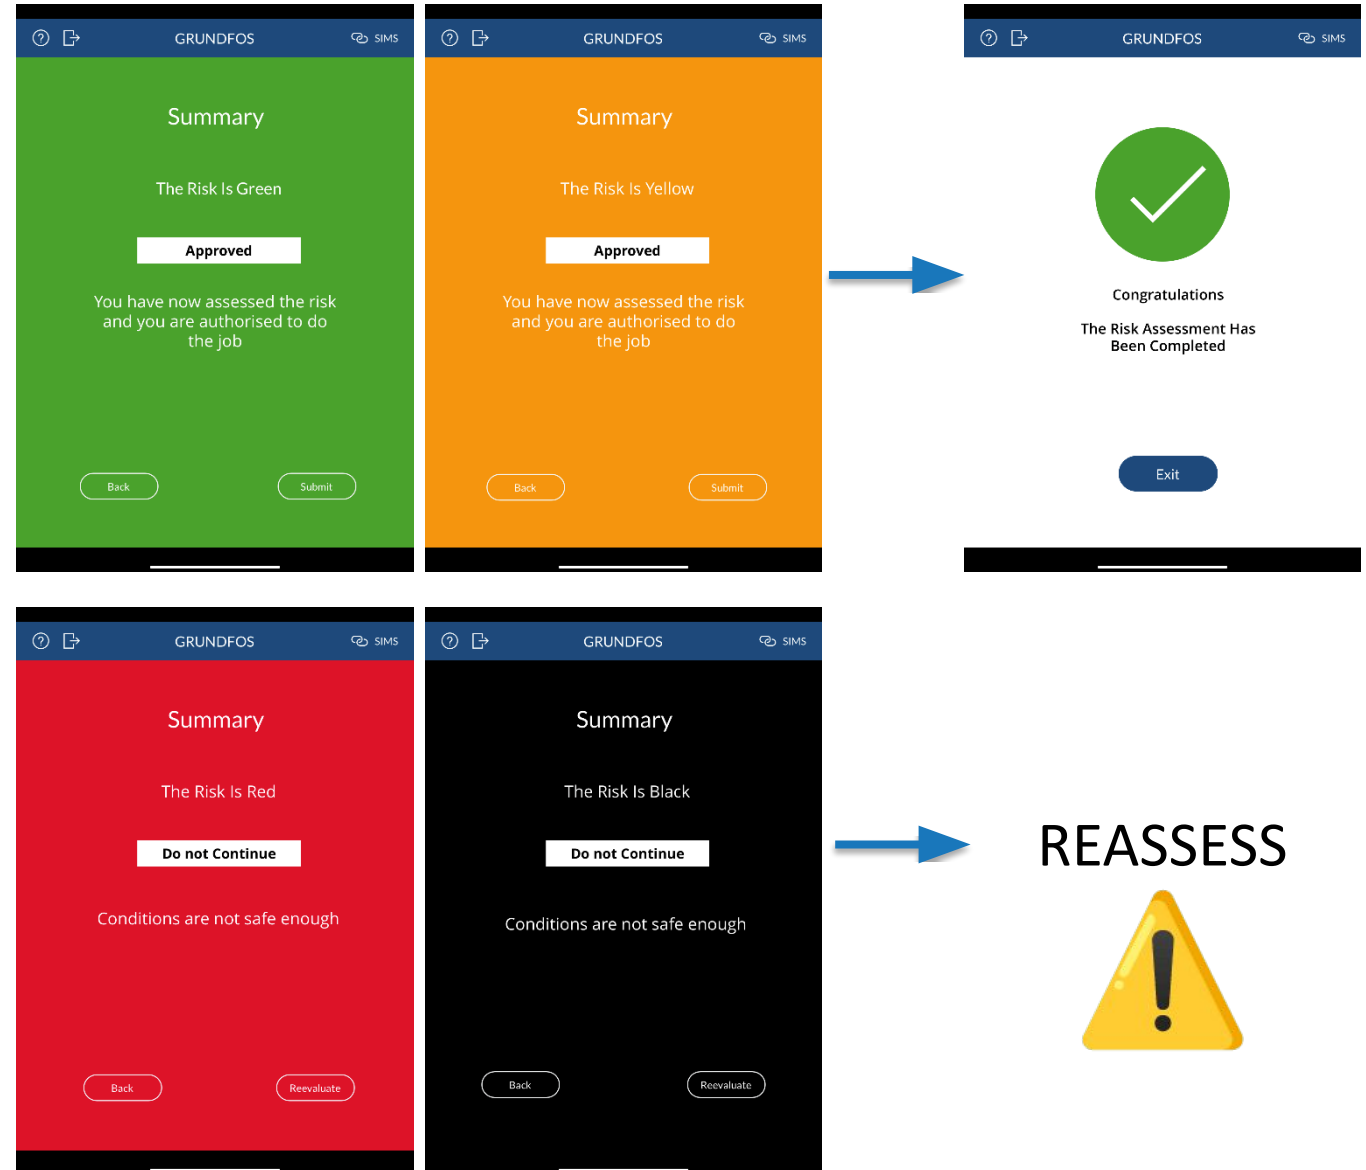 GRUNDFOS
SIMS
Summary
The Risk Is Green
Approved
You have now assessed the risk
and you are authorised to do
the job
Back
Submit
GRUNDFOS
SIMS
Summary
The Risk Is Yellow
Approved
You have now assessed the risk
and you are authorised to do
the job
Back
Submit
GRUNDFOS
SIMS
Congratulations
The Risk Assessment Has
Been Completed
Exit
GRUNDFOS
SIMS
Summary
The Risk Is Red
Do not Continue
Conditions are not safe enough
Back
Reevaluate
GRUNDFOS
SIMS
Summary
The Risk Is Black
Do not Continue
Conditions are not safe enough
Back
Reevaluate
REASSESS